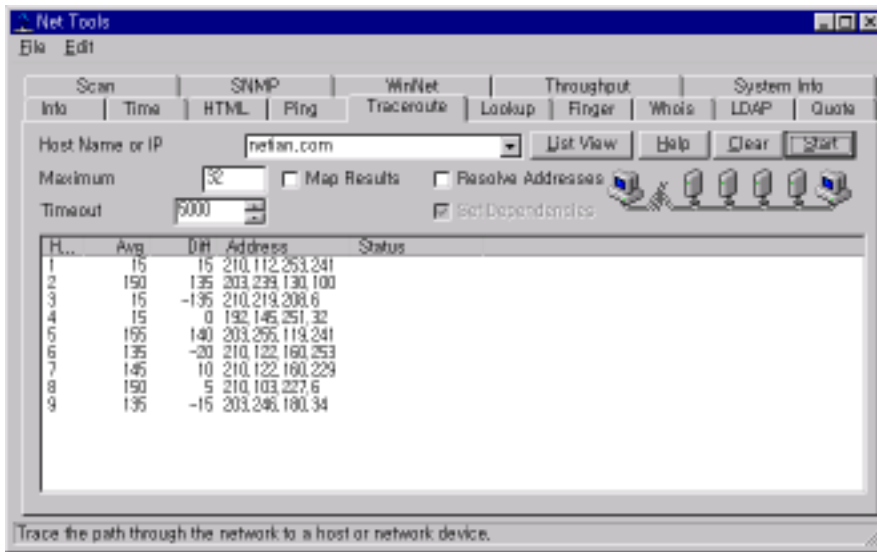 Net Tools
File Edit
Scan SNMP WinNet Throughput System Info
Info Time HTML Ping Traceroute Lookup Finger Whois LDAP Quote
Host Name or IP netian.com List View Help Clear Start
Maximum 32 Map Results Resolve Addresses
Timeout 5000 Set Dependencies
H... Avg Diff Address Status
1 15 15 210,112,253,241
2 150 135 203,239,130,100
3 15 -135 210,219,208,6
4 15 0 192,145,251,32
5 155 140 203,255,119,241
6 135 -20 210,122,160,253
7 145 10 210,122,160,229
8 150 5 210,103,227,6
9 135 -15 203,246,180,34
Trace the path through the network to a host or network device.